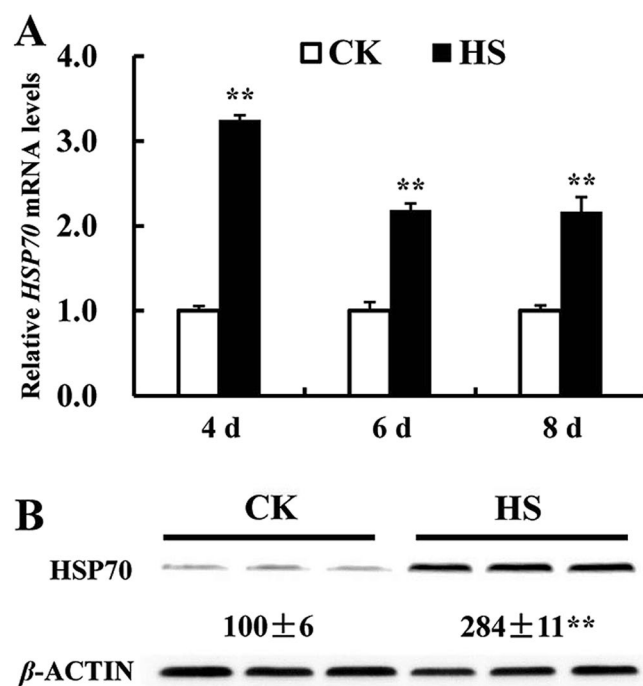 A
CK HS
Relative HSP70 mRNA levels
4.0
**
3.0
** **
2.0
1.0
0.0
4 d 6 d 8 d
B
CK HS
HSP70
100±6 284±11**
β-ACTIN